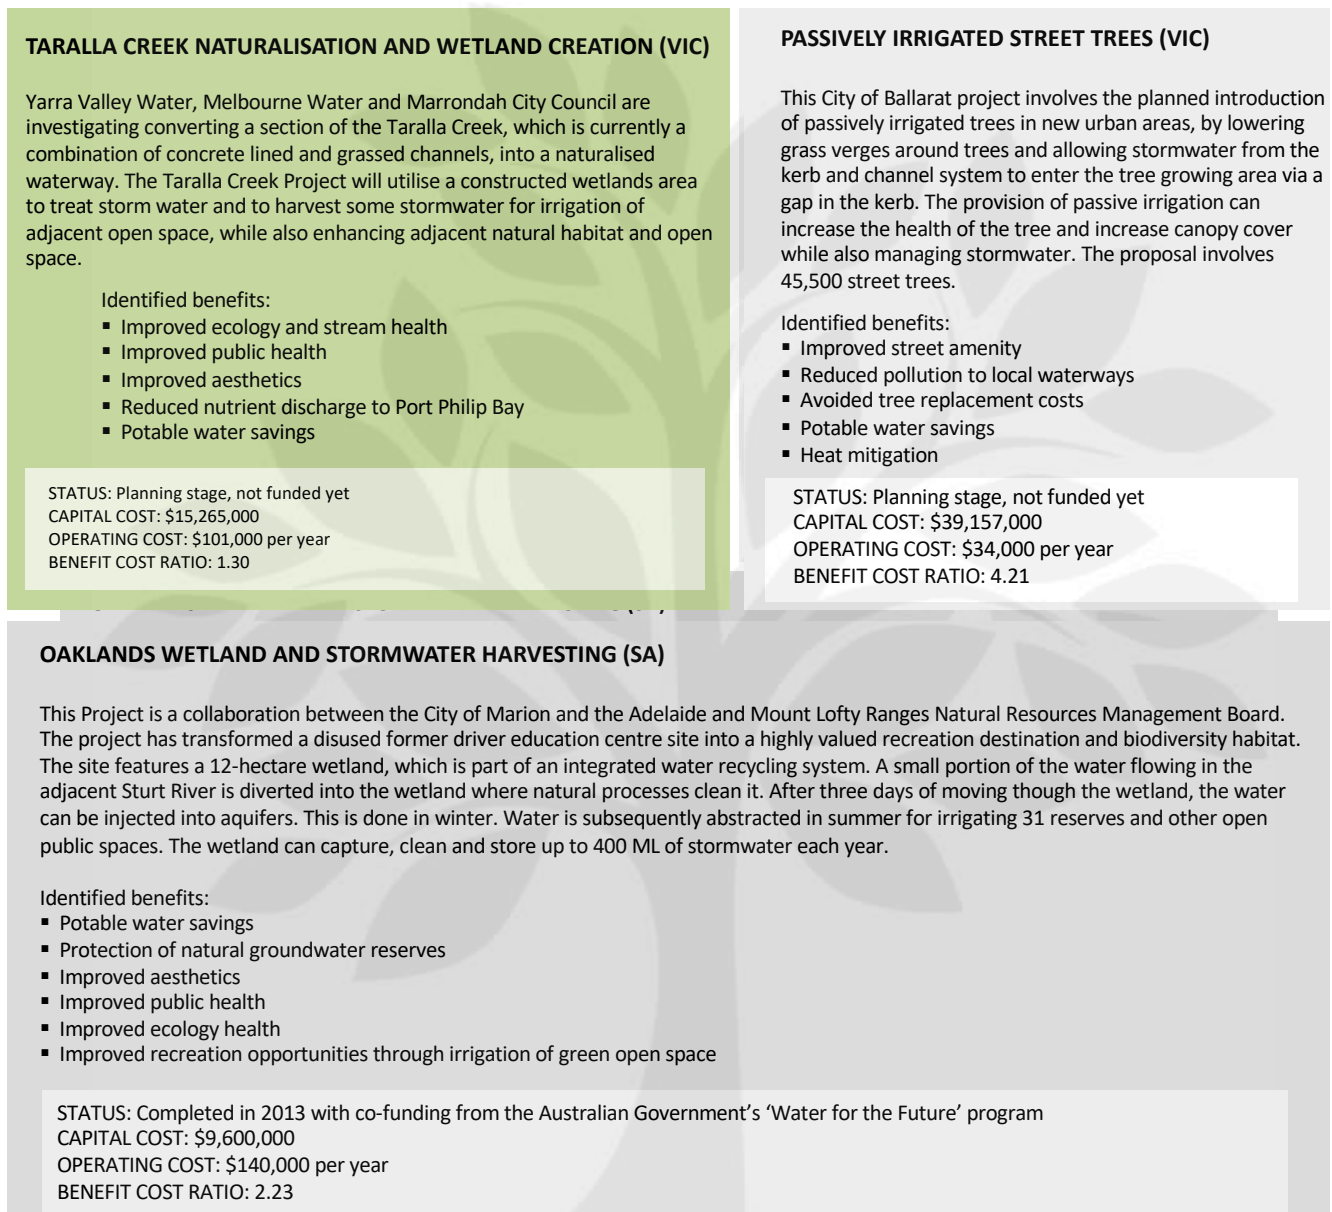 TARALLA CREEK NATURALISATION AND WETLAND CREATION (VIC)
Yarra Valley Water, Melbourne Water and Marrondah City Council are
investigating converting a section of the Taralla Creek, which is currently a
combination of concrete lined and grassed channels, into a naturalised
waterway. The Taralla Creek Project will utilise a constructed wetlands area
to treat storm water and to harvest some stormwater for irrigation of
adjacent open space, while also enhancing adjacent natural habitat and open
space.
Identified benefits:
▪ Improved ecology and stream health
▪ Improved public health
▪ Improved aesthetics
▪ Reduced nutrient discharge to Port Philip Bay
▪ Potable water savings
STATUS: Planning stage, not funded yet
CAPITAL COST: $15,265,000
OPERATING COST: $101,000 per year
BENEFIT COST RATIO: 1.30
PASSIVELY IRRIGATED STREET TREES (VIC)
This City of Ballarat project involves the planned introduction
of passively irrigated trees in new urban areas, by lowering
grass verges around trees and allowing stormwater from the
kerb and channel system to enter the tree growing area via a
gap in the kerb. The provision of passive irrigation can
increase the health of the tree and increase canopy cover
while also managing stormwater. The proposal involves
45,500 street trees.
Identified benefits:
▪ Improved street amenity
▪ Reduced pollution to local waterways
▪ Avoided tree replacement costs
▪ Potable water savings
▪ Heat mitigation
STATUS: Planning stage, not funded yet
CAPITAL COST: $39,157,000
OPERATING COST: $34,000 per year
BENEFIT COST RATIO: 4.21
OAKLANDS WETLAND AND STORMWATER HARVESTING (SA)
This Project is a collaboration between the City of Marion and the Adelaide and Mount Lofty Ranges Natural Resources Management Board.
The project has transformed a disused former driver education centre site into a highly valued recreation destination and biodiversity habitat.
The site features a 12-hectare wetland, which is part of an integrated water recycling system. A small portion of the water flowing in the
adjacent Sturt River is diverted into the wetland where natural processes clean it. After three days of moving though the wetland, the water
can be injected into aquifers. This is done in winter. Water is subsequently abstracted in summer for irrigating 31 reserves and other open
public spaces. The wetland can capture, clean and store up to 400 ML of stormwater each year.
Identified benefits:
▪ Potable water savings
▪ Protection of natural groundwater reserves
▪ Improved aesthetics
▪ Improved public health
▪ Improved ecology health
▪ Improved recreation opportunities through irrigation of green open space
STATUS: Completed in 2013 with co-funding from the Australian Government’s ‘Water for the Future’ program
CAPITAL COST: $9,600,000
OPERATING COST: $140,000 per year
BENEFIT COST RATIO: 2.23